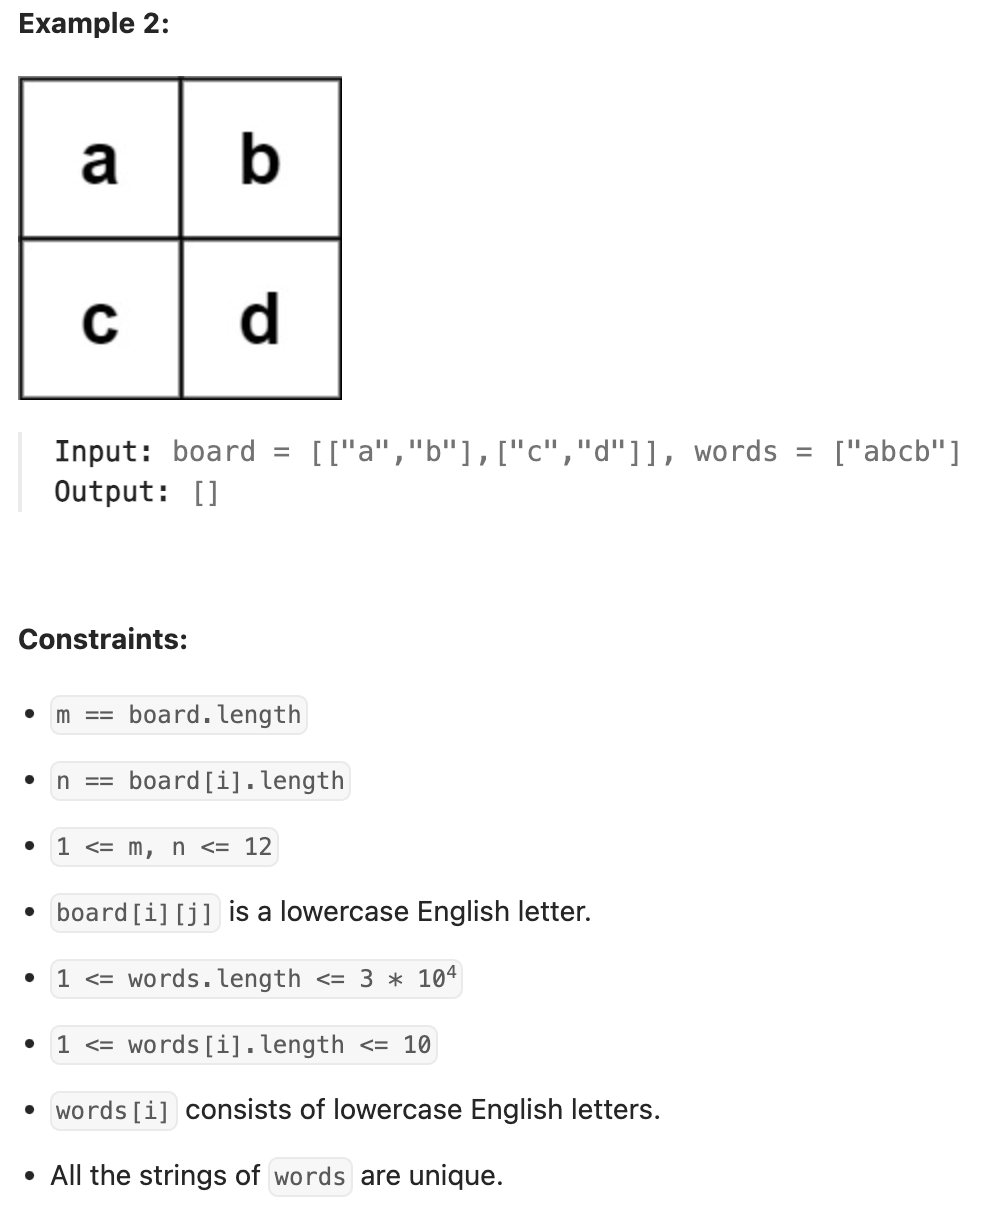 Example 2:
a b
c d
Input: board = [["a","b"],["c","d"]], words = ["abcb"]
Output: []
Constraints:
• m == board.length
• n == board[i].length
• 1 <= m, n <= 12
• board[i][j] is a lowercase English letter.
• 1 <= words.length <= 3 * 10⁴
• 1 <= words[i].length <= 10
• words[i] consists of lowercase English letters.
• All the strings of words are unique.